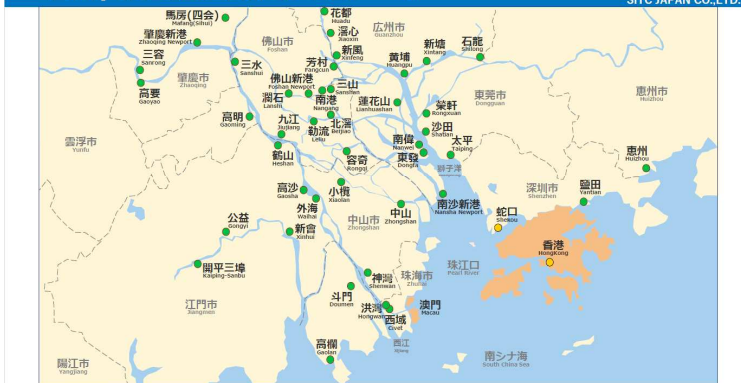 SITC JAPAN CO.,LTD.
馬房(四会)
Mafang(Sihui)
花都
Huadu
肇慶新港
Zhaoqing Newport
佛山市
Foshan
滘心
Jiaoxin
広州市
Guanzhou
三容
Sanrong
新風
Xinfeng
芳村
Fangcun
黄埔
Huangpu
新塘
Xintang
石龍
Shilong
三水
Sanshui
肇慶市
Zhaoqing
高要
Gaoyao
佛山新港
Foshan Newport
三山
Sanshan
瀾石
Lanshi
南港
Nangang
蓮花山
Lianhuashan
東莞市
Dongguan
惠州市
Huizhou
榮軒
Rongxuan
高明
Gaoming
九江
Jiujiang
勒流
Leliu
北滘
Beijiao
沙田
Shatian
雲浮市
Yunfu
鶴山
Heshan
容奇
Rongqi
南偉
Nanwei
東發
Dongfa
太平
Taiping
獅子洋
惠州
Huizhou
高沙
Gaosha
小欖
Xiaolan
深圳市
Shenzhen
鹽田
Yantian
外海
Waihai
中山市
Zhongshan
中山
Zhongshan
南沙新港
Nansha Newport
蛇口
Shekou
公益
Gongyi
新會
Xinhui
香港
HongKong
開平三埠
Kaiping-Sanbu
神灣
Shenwan
珠海市
Zhuhai
珠江口
Pearl River
江門市
Jiangmen
斗門
Doumen
洪灣
Hongwan
西域
Civet
澳門
Macau
高欄
Gaolan
西江
Xijiang
陽江市
Yangjiang
南シナ海
South China Sea